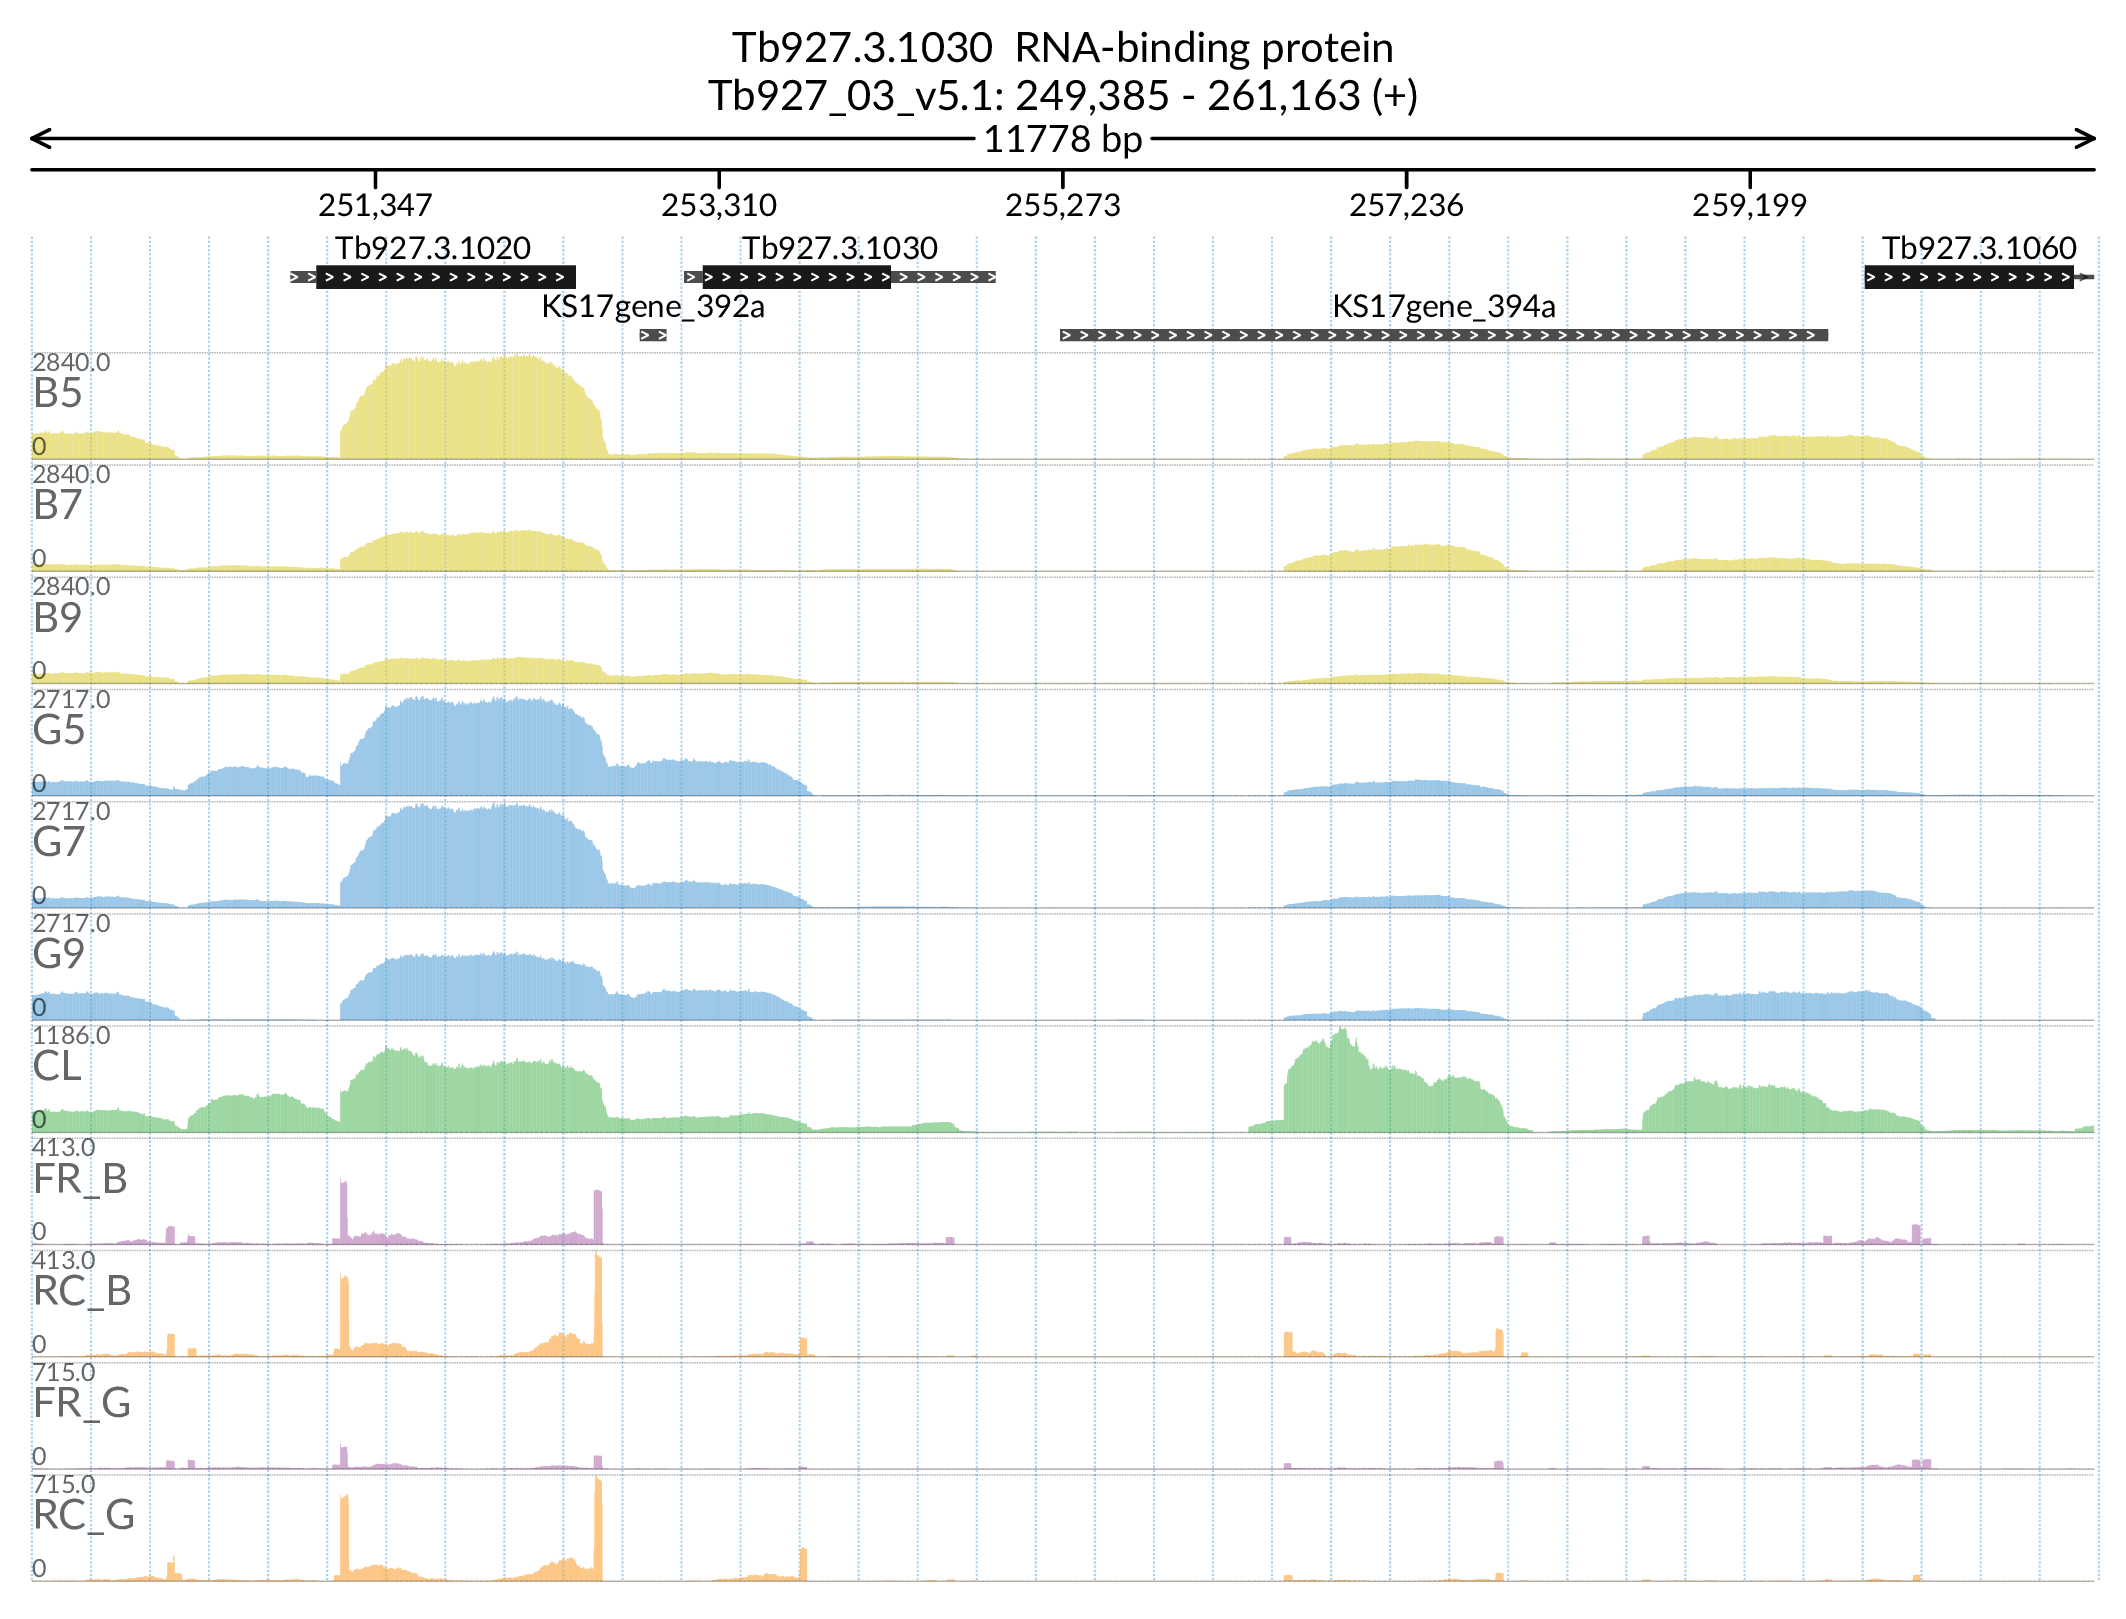 Tb927.3.1030  RNA-binding protein
Tb927_03_v5.1: 249,385 - 261,163 (+)
11778 bp
251,347 253,310 255,273 257,236 259,199
Tb927.3.1020 Tb927.3.1030 Tb927.3.1060
KS17gene_392a KS17gene_394a
2840.0
B5
0
2840.0
B7
0
2840.0
B9
0
2717.0
G5
0
2717.0
G7
0
2717.0
G9
0
1186.0
CL
0
413.0
FR_B
0
413.0
RC_B
0
715.0
FR_G
0
715.0
RC_G
0